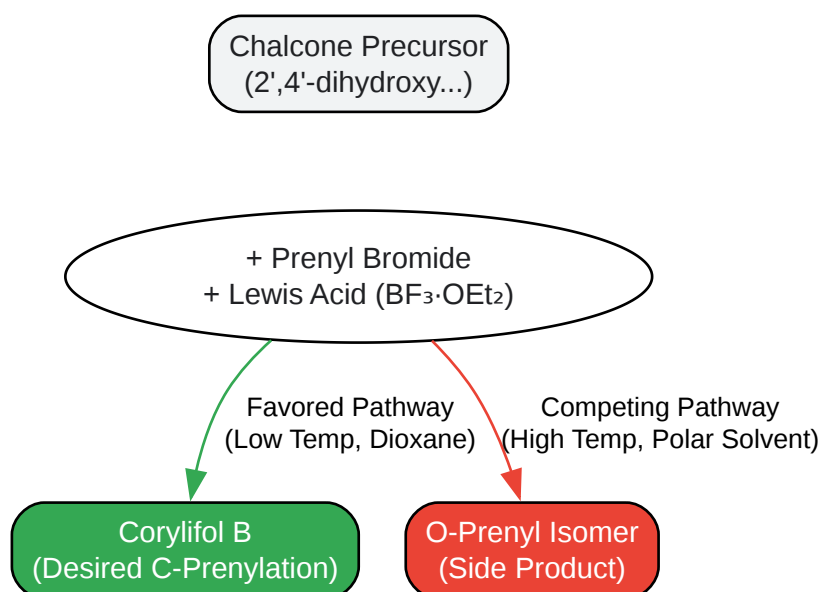 Chalcone Precursor
(2',4'-dihydroxy...)
+ Prenyl Bromide
+ Lewis Acid (BF₃·OEt₂)
Favored Pathway
(Low Temp, Dioxane)
Competing Pathway
(High Temp, Polar Solvent)
Corylifol B
(Desired C-Prenylation)
O-Prenyl Isomer
(Side Product)